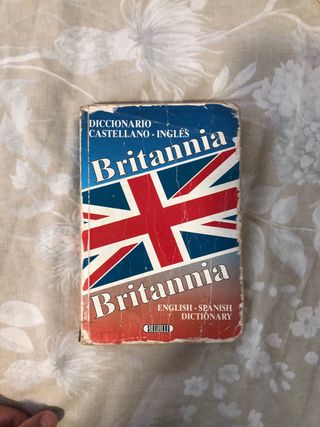 DICCIONARIO
CASTELLANO - INGLÉS
Britannia
Britannia
ENGLISH - SPANISH
DICTIONARY